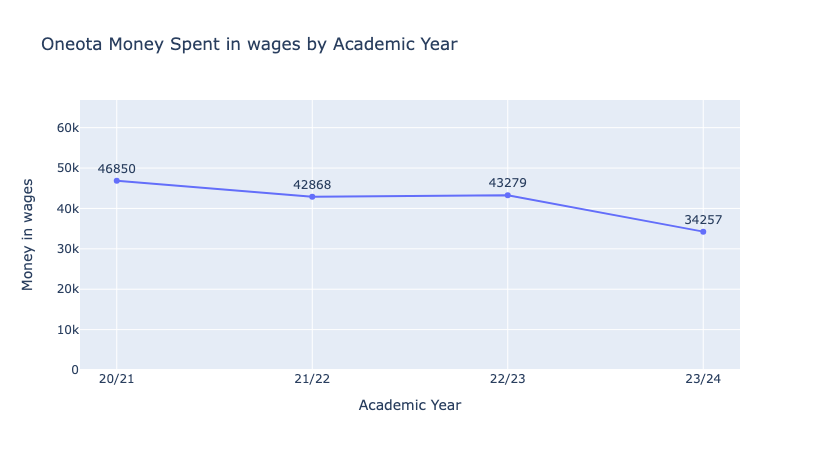 Oneota Money Spent in wages by Academic Year
60k
50k
40k
30k
20k
10k
0
Money in wages
46850
42868
43279
34257
20/21
21/22
22/23
23/24
Academic Year